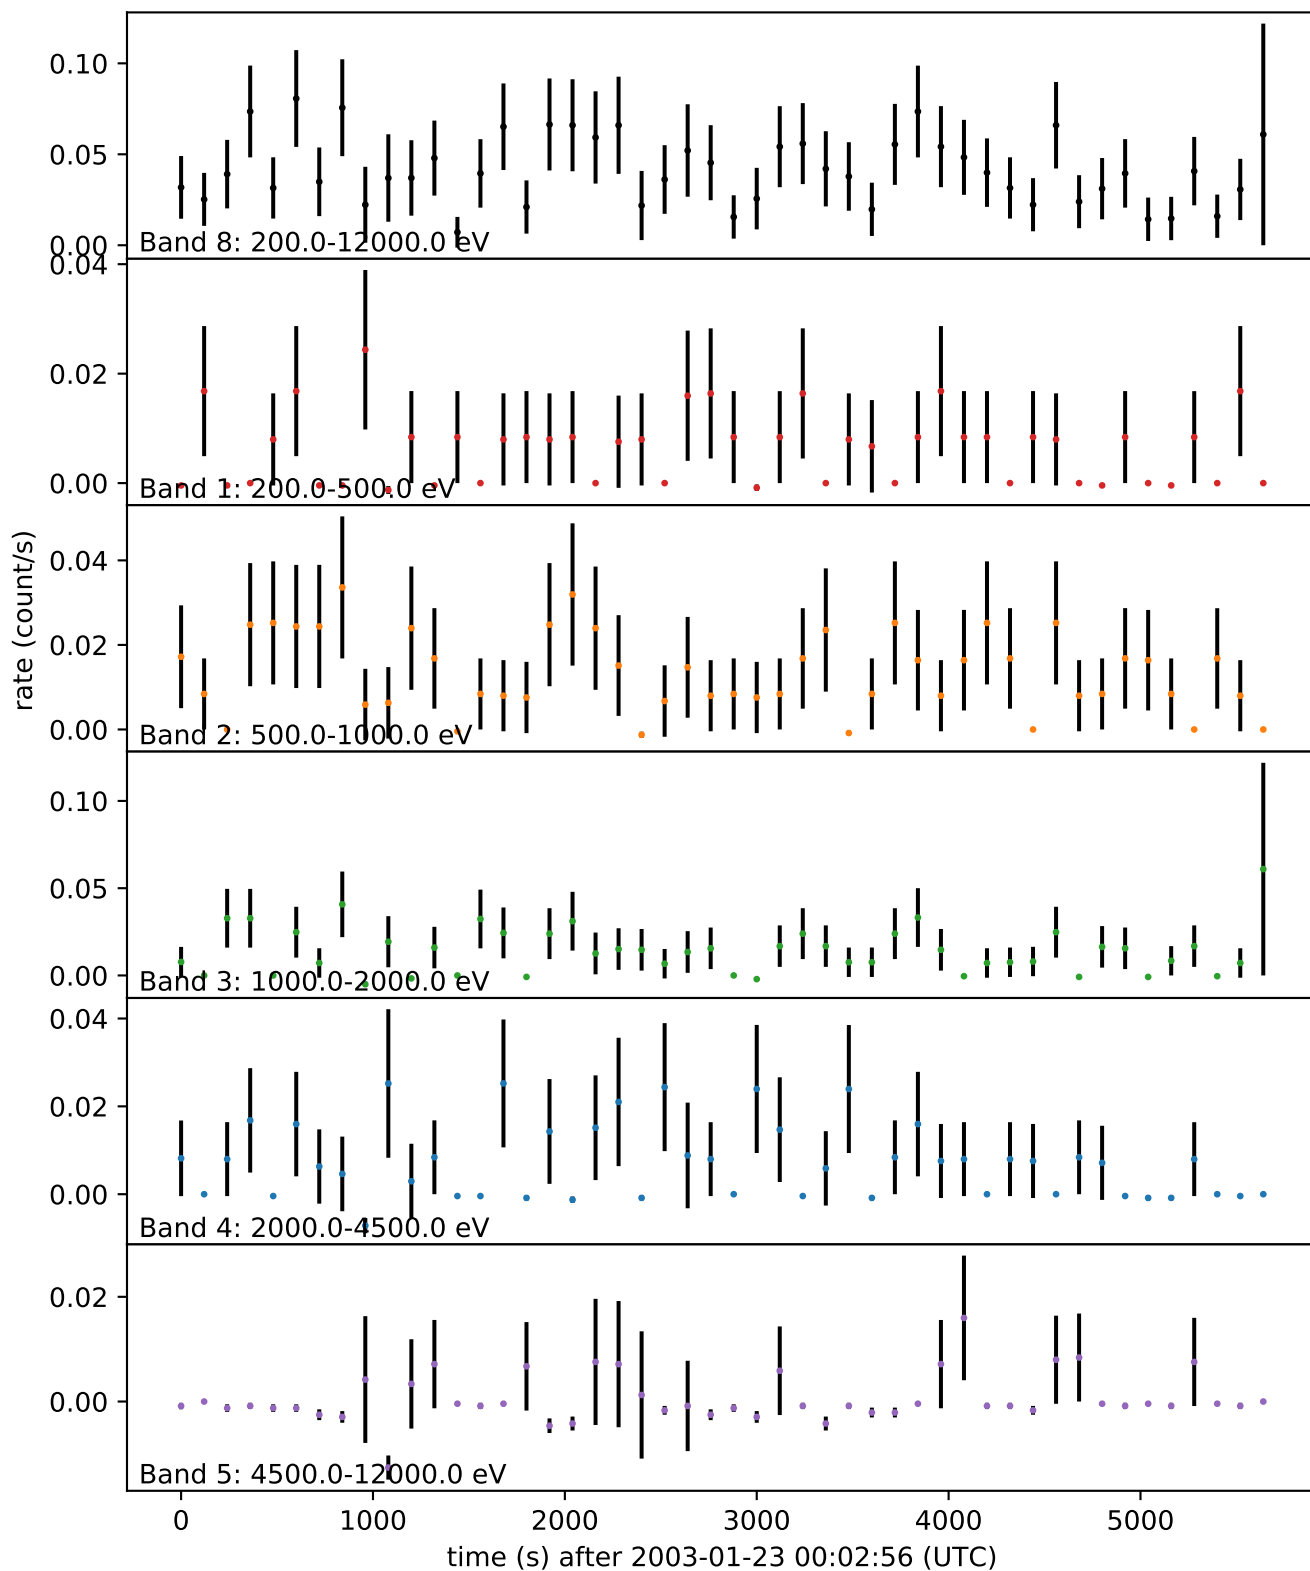 0.10
0.05
0.00
Band 8: 200.0-12000.0 eV
0.04
0.02
0.00
Band 1: 200.0-500.0 eV
rate (count/s)
0.04
0.02
0.00
Band 2: 500.0-1000.0 eV
0.10
0.05
0.00
Band 3: 1000.0-2000.0 eV
0.04
0.02
0.00
Band 4: 2000.0-4500.0 eV
0.02
0.00
Band 5: 4500.0-12000.0 eV
0 1000 2000 3000 4000 5000
time (s) after 2003-01-23 00:02:56 (UTC)